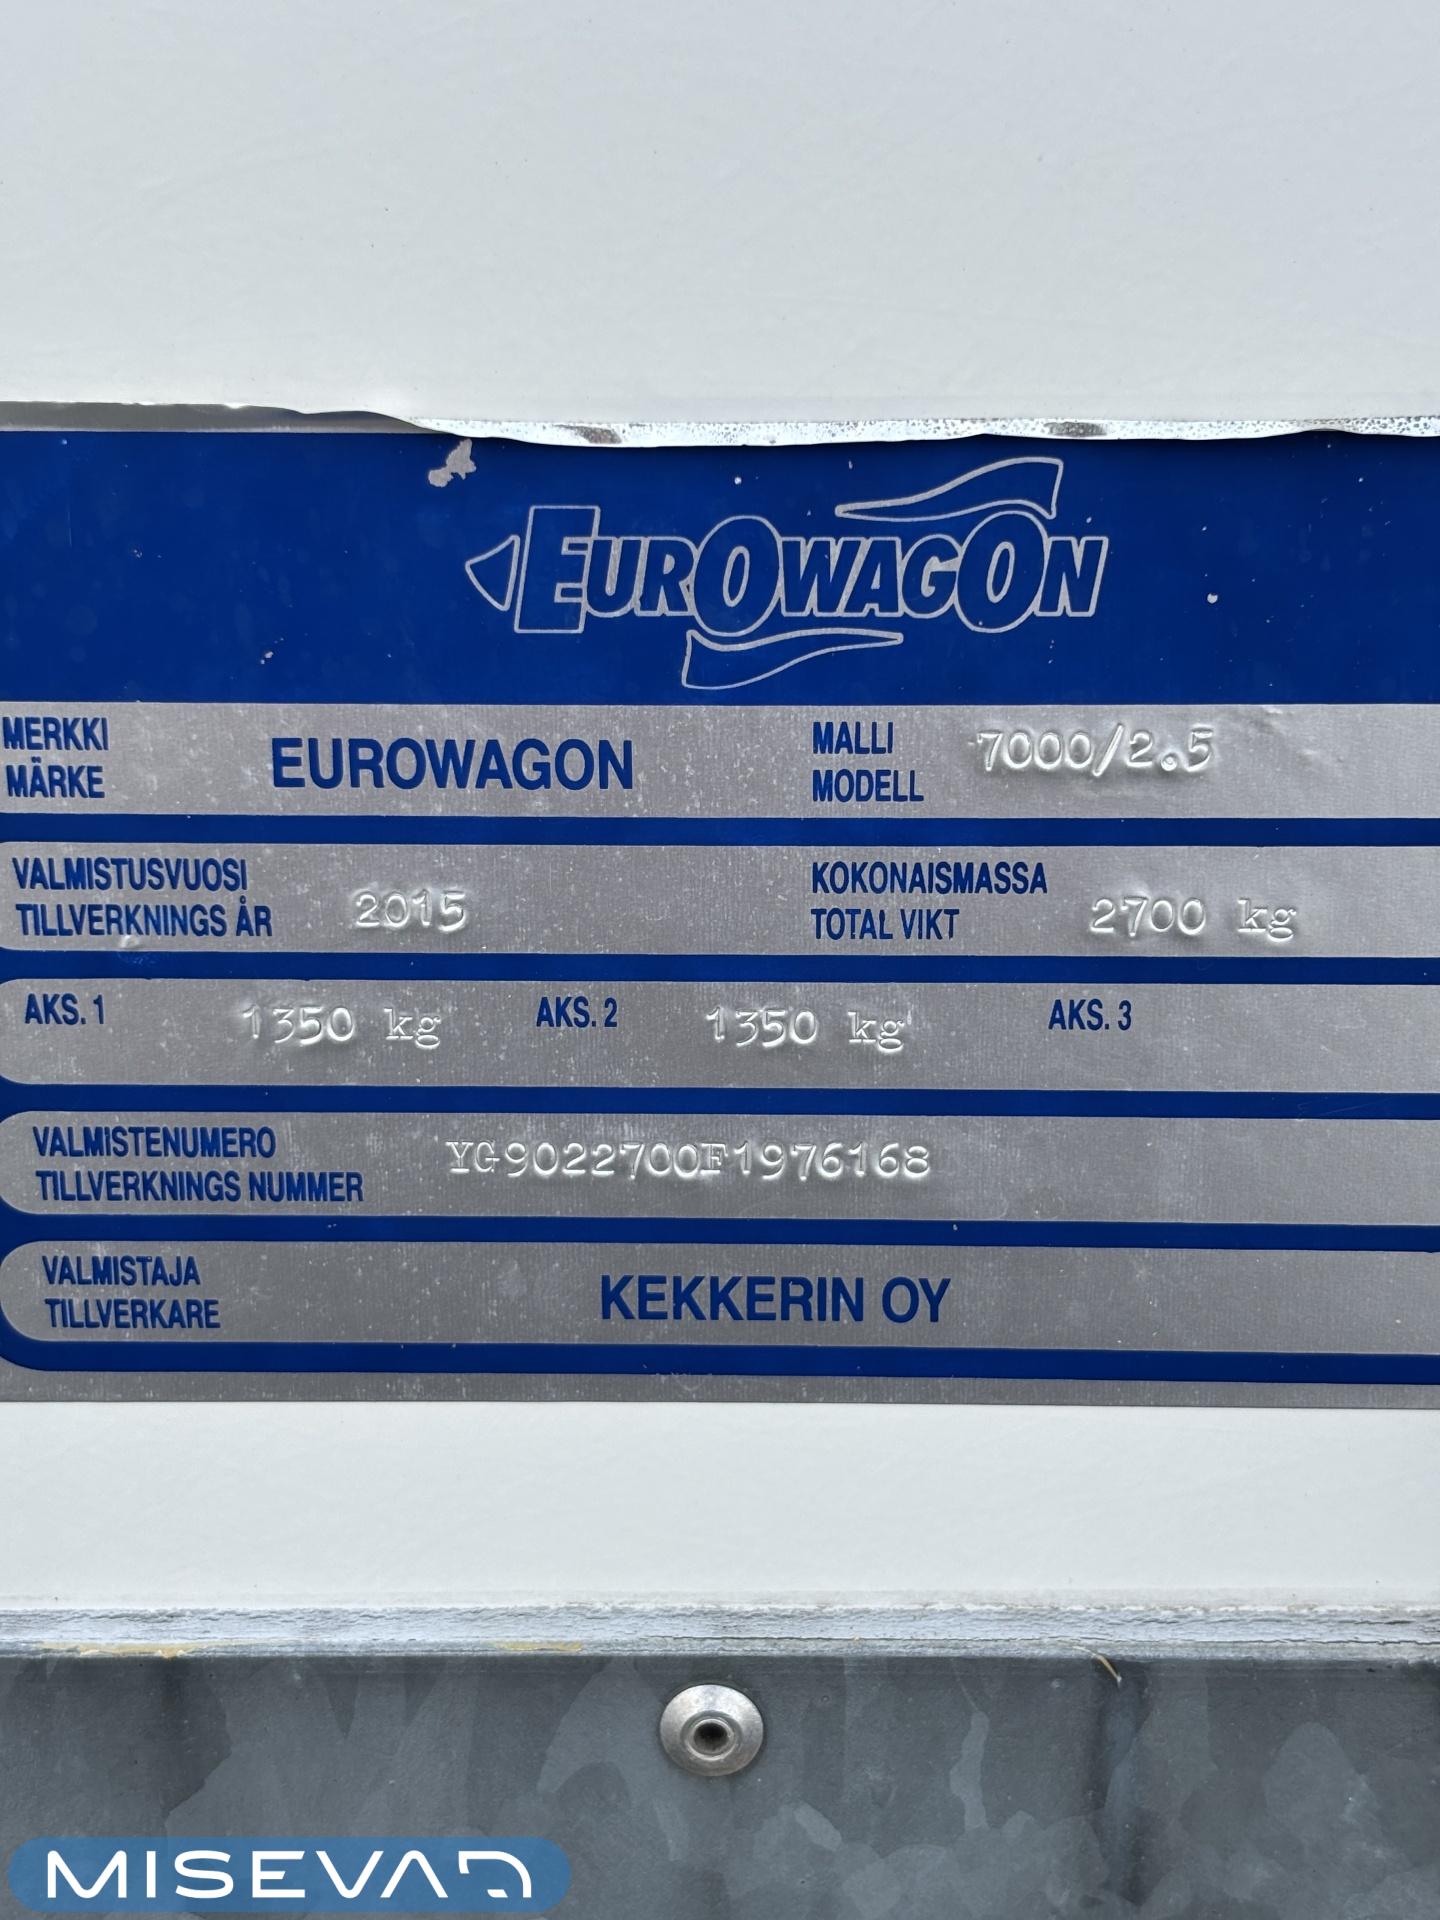 EUROWAGON
MERKKI
MÄRKE
EUROWAGON
MALLI
MODELL
7000/2.5
VALMISTUSVUOSI
TILLVERKNINGS ÅR
2015
KOKONAISMASSA
TOTAL VIKT
2700 kg
AKS. 1
1350 kg
AKS. 2
1350 kg
AKS. 3
VALMISTENUMERO
TILLVERKNINGS NUMMER
YG9022700F1976168
VALMISTAJA
TILLVERKARE
KEKKERIN OY
MISEVAD